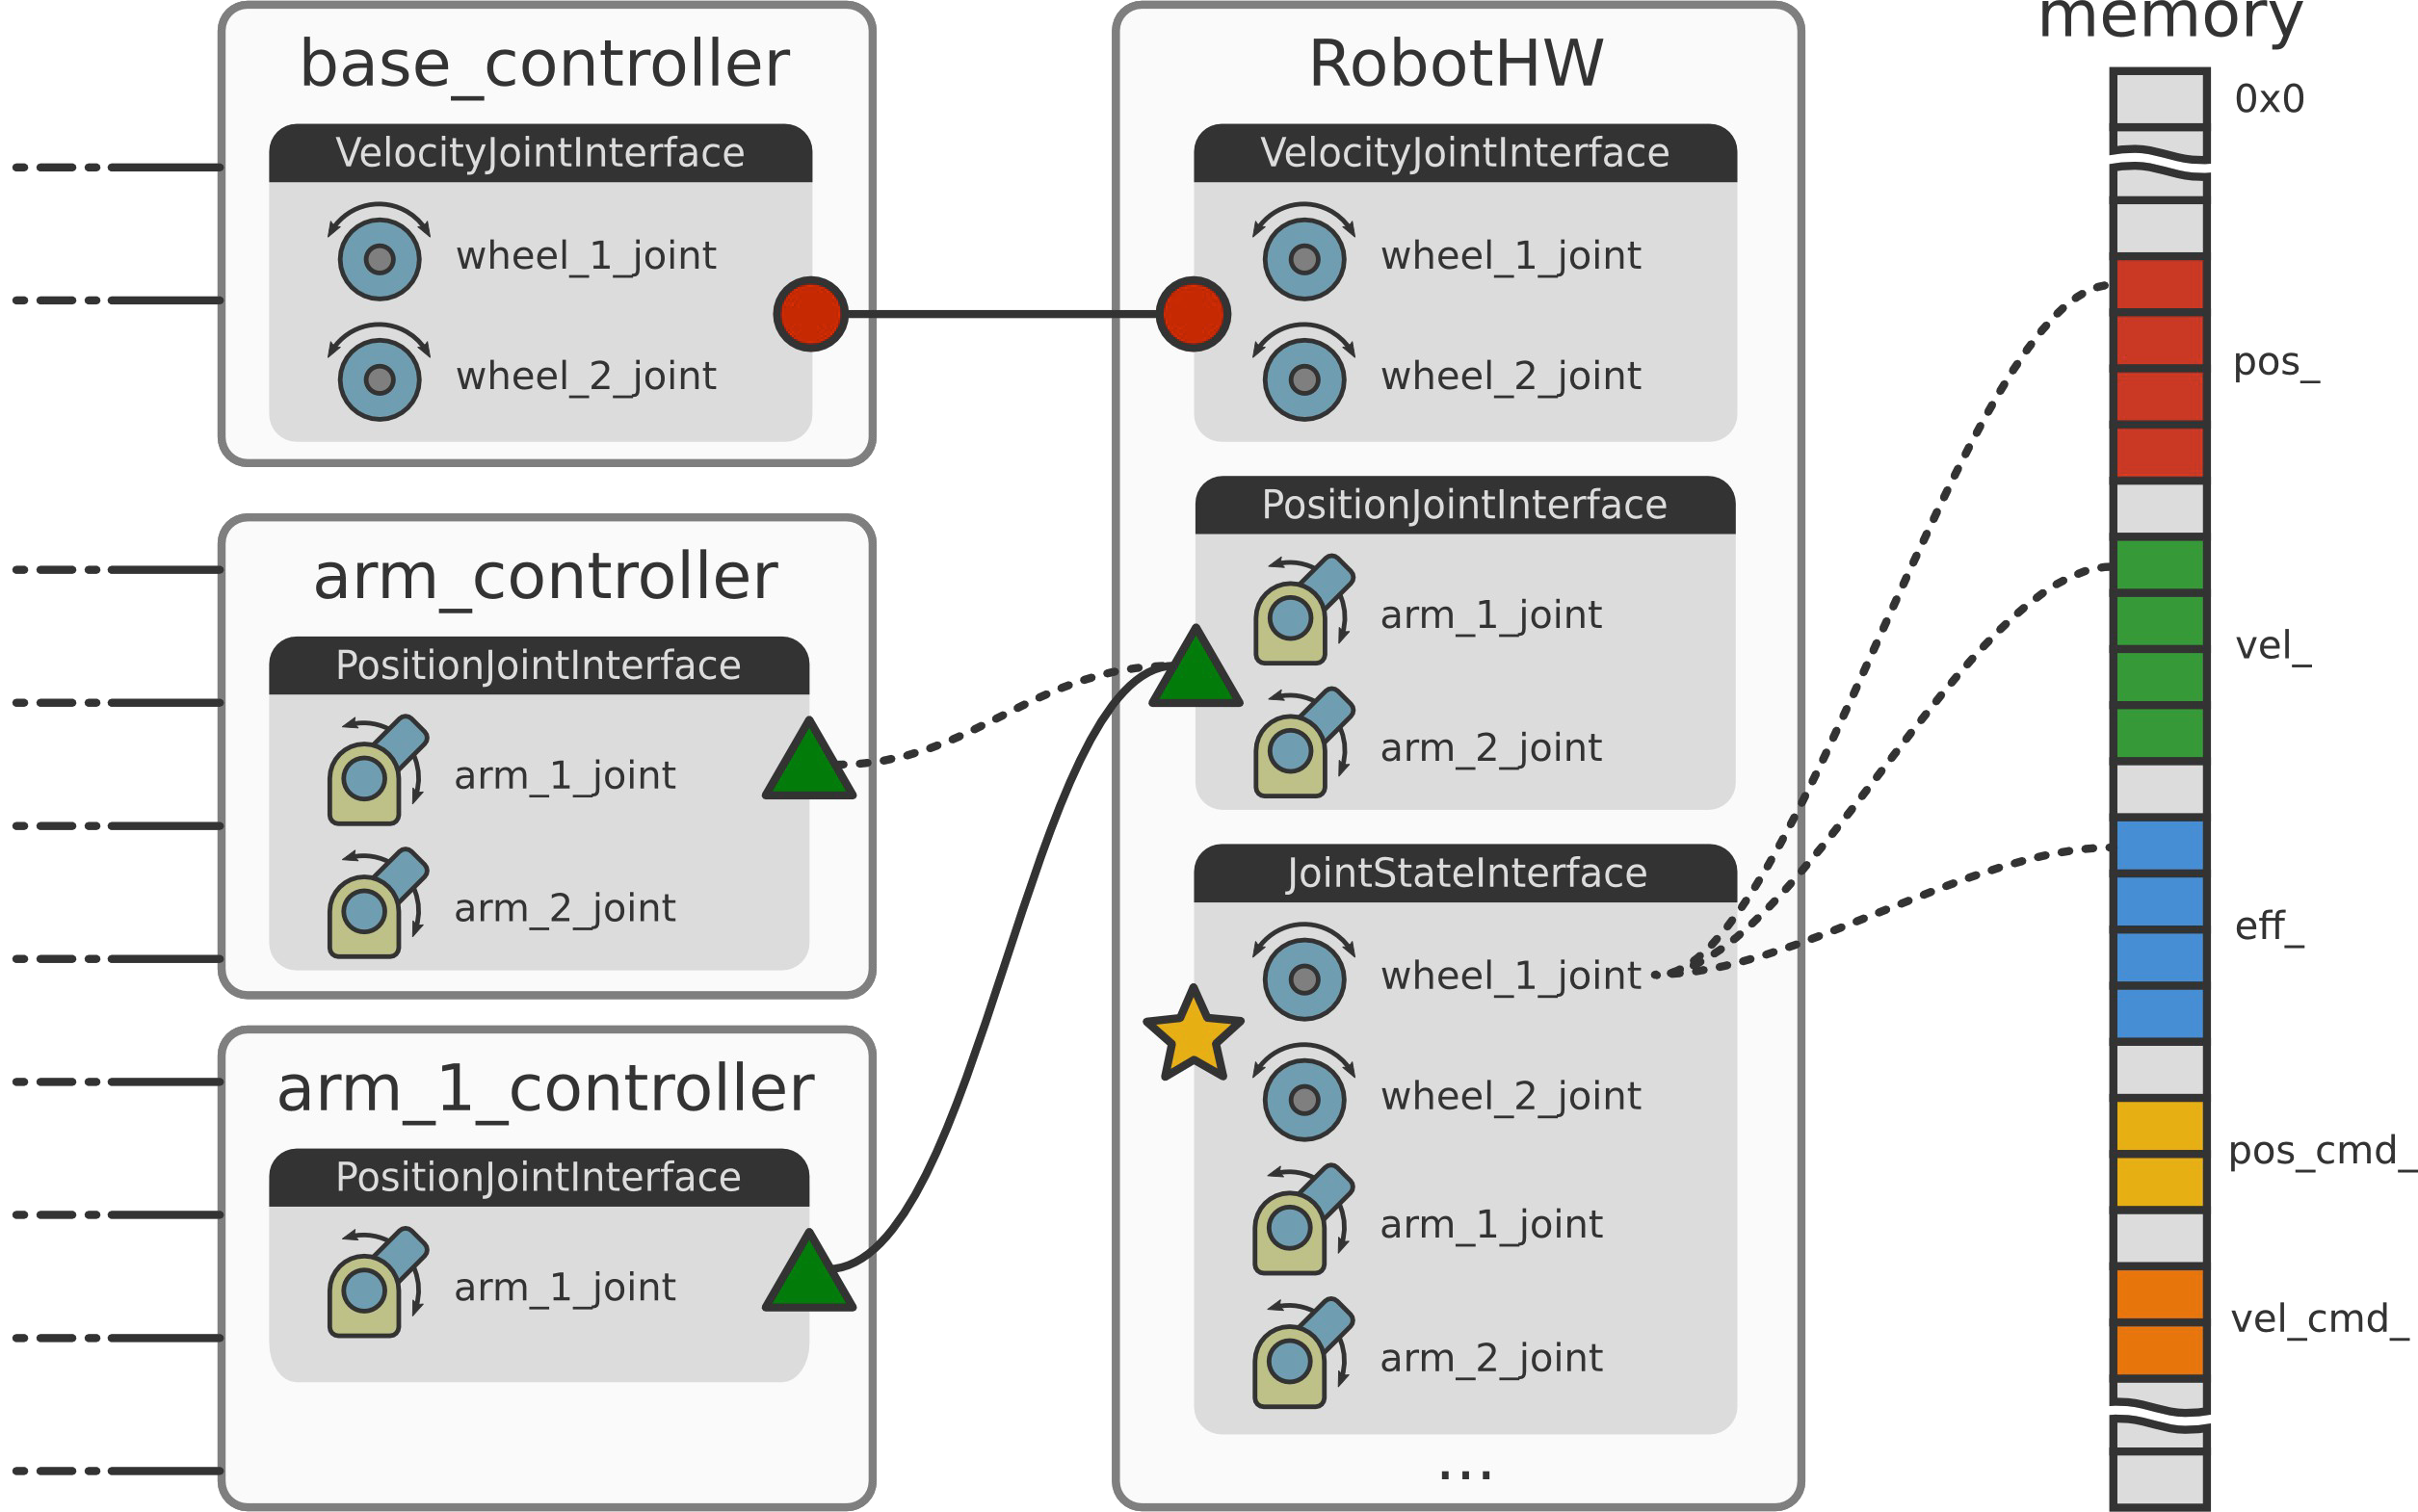 base_controller
VelocityJointInterface
wheel_1_joint
wheel_2_joint
arm_controller
PositionJointInterface
arm_1_joint
arm_2_joint
arm_1_controller
PositionJointInterface
arm_1_joint
RobotHW
VelocityJointInterface
wheel_1_joint
wheel_2_joint
PositionJointInterface
arm_1_joint
arm_2_joint
JointStateInterface
wheel_1_joint
wheel_2_joint
arm_1_joint
arm_2_joint
...
memory
0x0
pos_
vel_
eff_
pos_cmd_
vel_cmd_